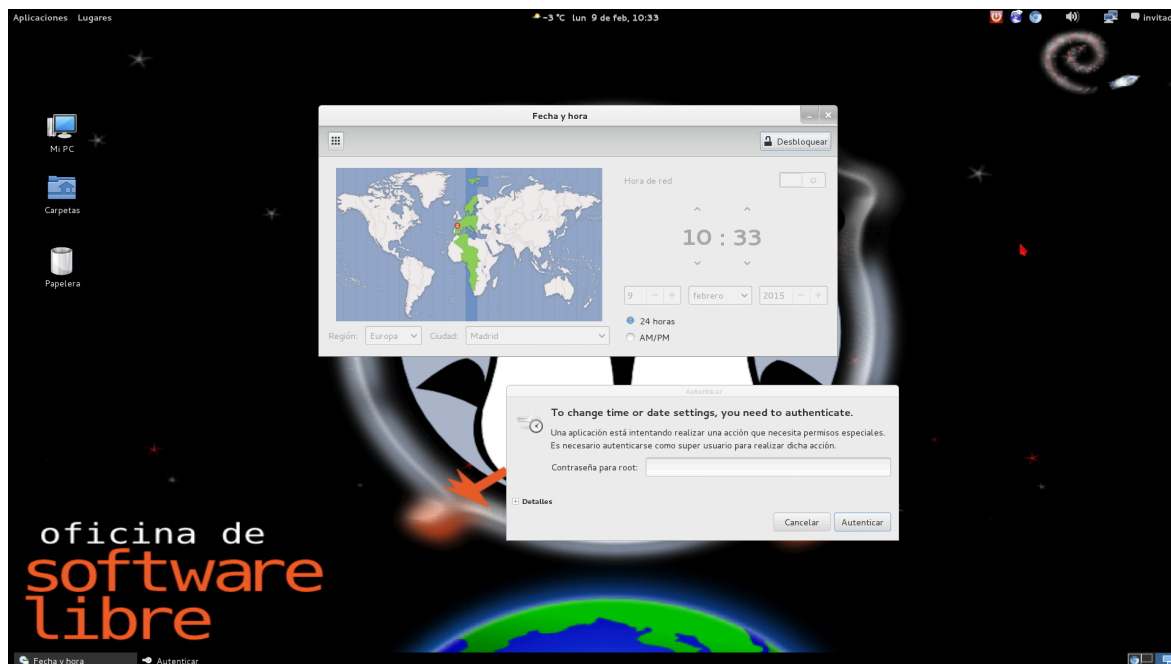 Aplicaciones Lugares
-3 °C lun 9 de feb, 10:33
invitad
Mi PC
Carpetas
Papelera
Fecha y hora
Desbloquear
Hora de red
10 : 33
9 febrero 2015
24 horas
AM/PM
Región: Europa Ciudad: Madrid
Autenticar
To change time or date settings, you need to authenticate.
Una aplicación está intentando realizar una acción que necesita permisos especiales.
Es necesario autenticarse como super usuario para realizar dicha acción.
Contraseña para root:
Detalles
Cancelar Autenticar
oficina de
software
libre
Fecha y hora Autenticar